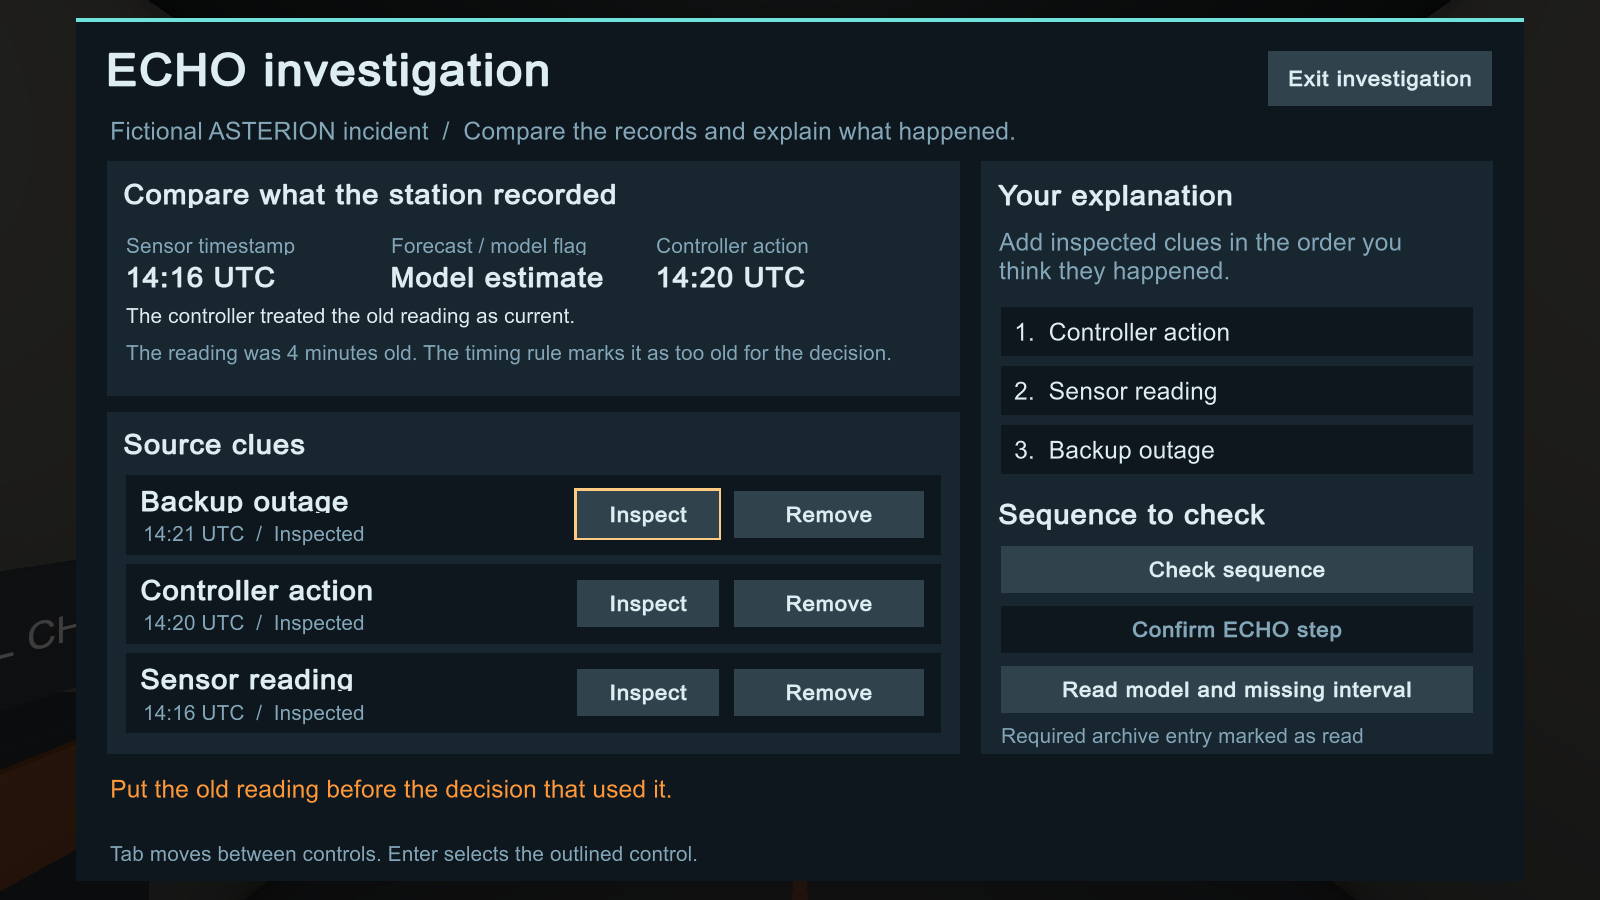 ECHO investigation
Exit investigation
Fictional ASTERION incident / Compare the records and explain what happened.
Compare what the station recorded
Sensor timestamp
Forecast / model flag
Controller action
14:16 UTC
Model estimate
14:20 UTC
The controller treated the old reading as current.
The reading was 4 minutes old. The timing rule marks it as too old for the decision.
Source clues
Backup outage
14:21 UTC / Inspected
Inspect
Remove
Controller action
14:20 UTC / Inspected
Inspect
Remove
Sensor reading
14:16 UTC / Inspected
Inspect
Remove
Your explanation
Add inspected clues in the order you
think they happened.
1. Controller action
2. Sensor reading
3. Backup outage
Sequence to check
Check sequence
Confirm ECHO step
Read model and missing interval
Required archive entry marked as read
Put the old reading before the decision that used it.
Tab moves between controls. Enter selects the outlined control.